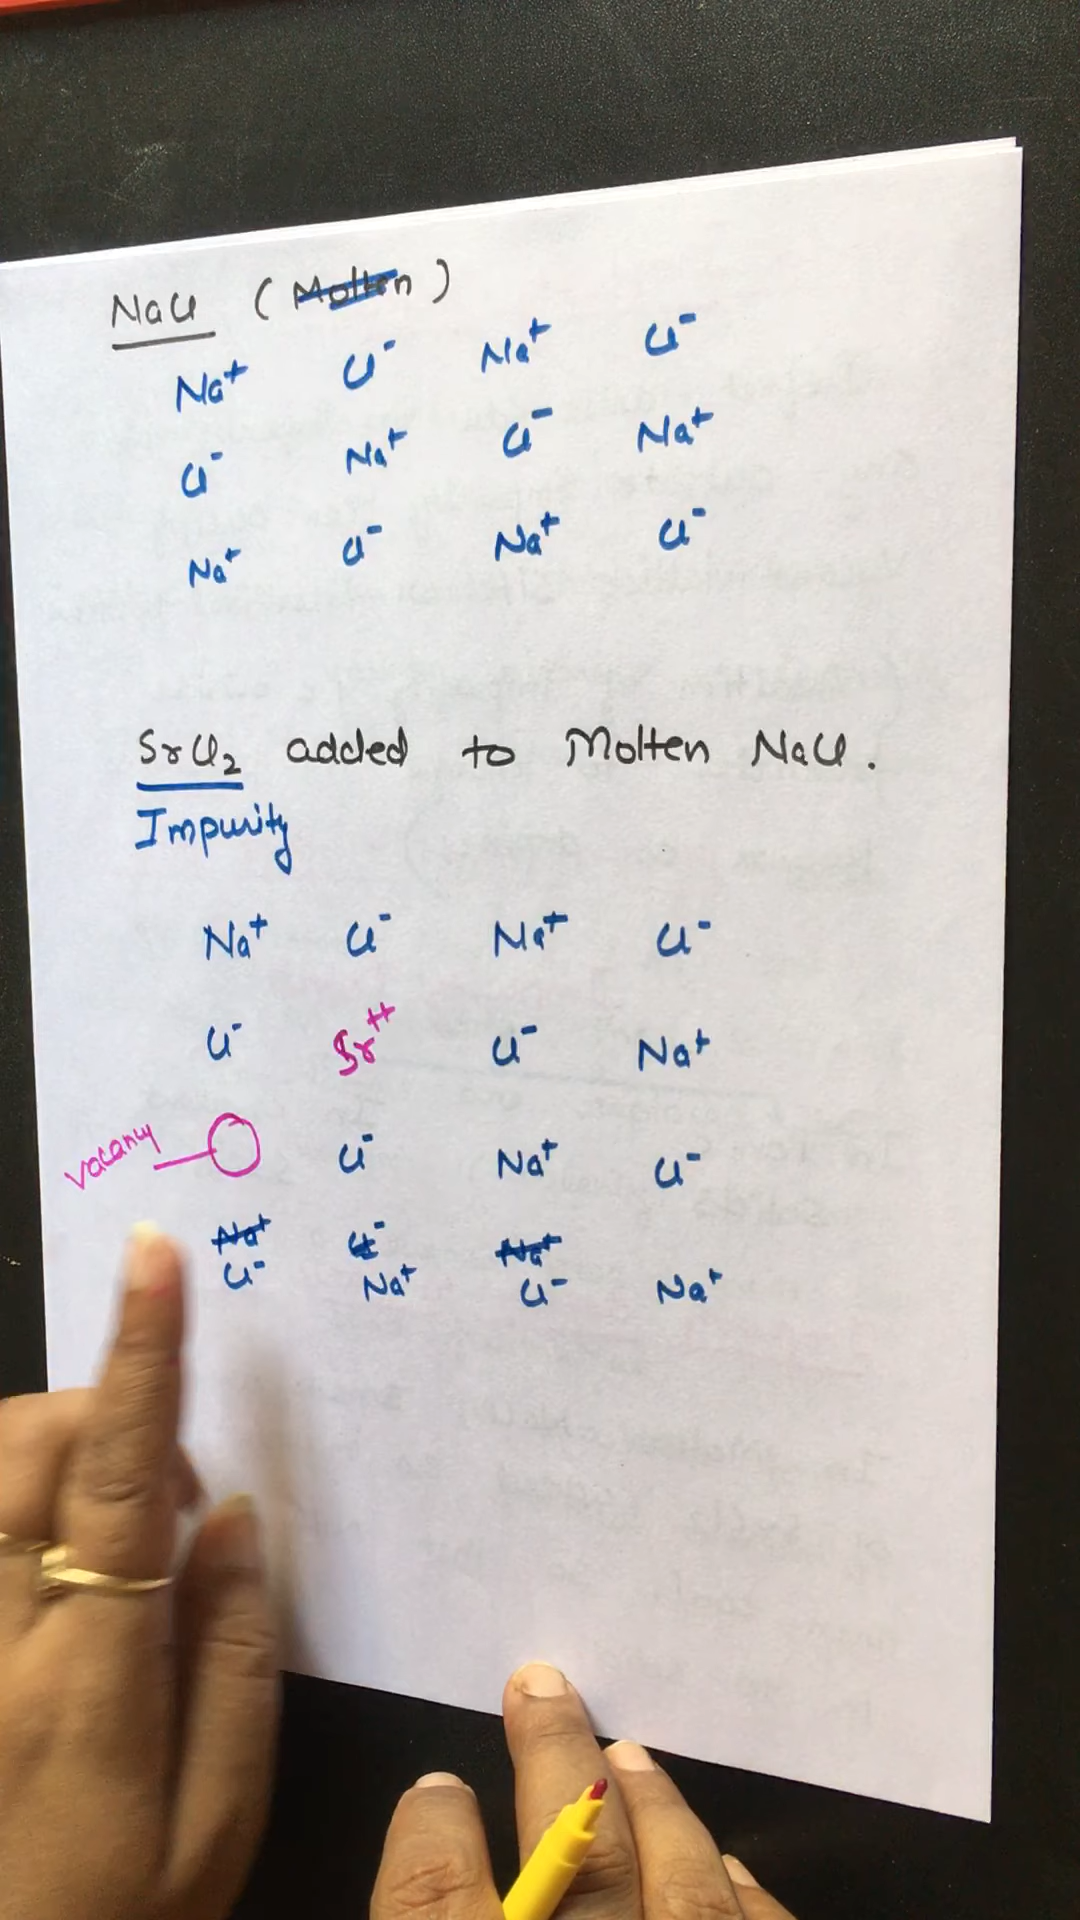 NaCl (Molten)
Na⁺ Cl⁻ Na⁺ Cl⁻
Cl⁻ Na⁺ Cl⁻ Na⁺
Na⁺ Cl⁻ Na⁺ Cl⁻
SrCl₂ added to Molten NaCl.
Impurity
Na⁺ Cl⁻ Na⁺ Cl⁻
Cl⁻ Sr⁺⁺ Cl⁻ Na⁺
vacancy Cl⁻ Na⁺ Cl⁻
Na⁺ Cl⁻ Na⁺
Cl⁻ Na⁺ Cl⁻ Na⁺